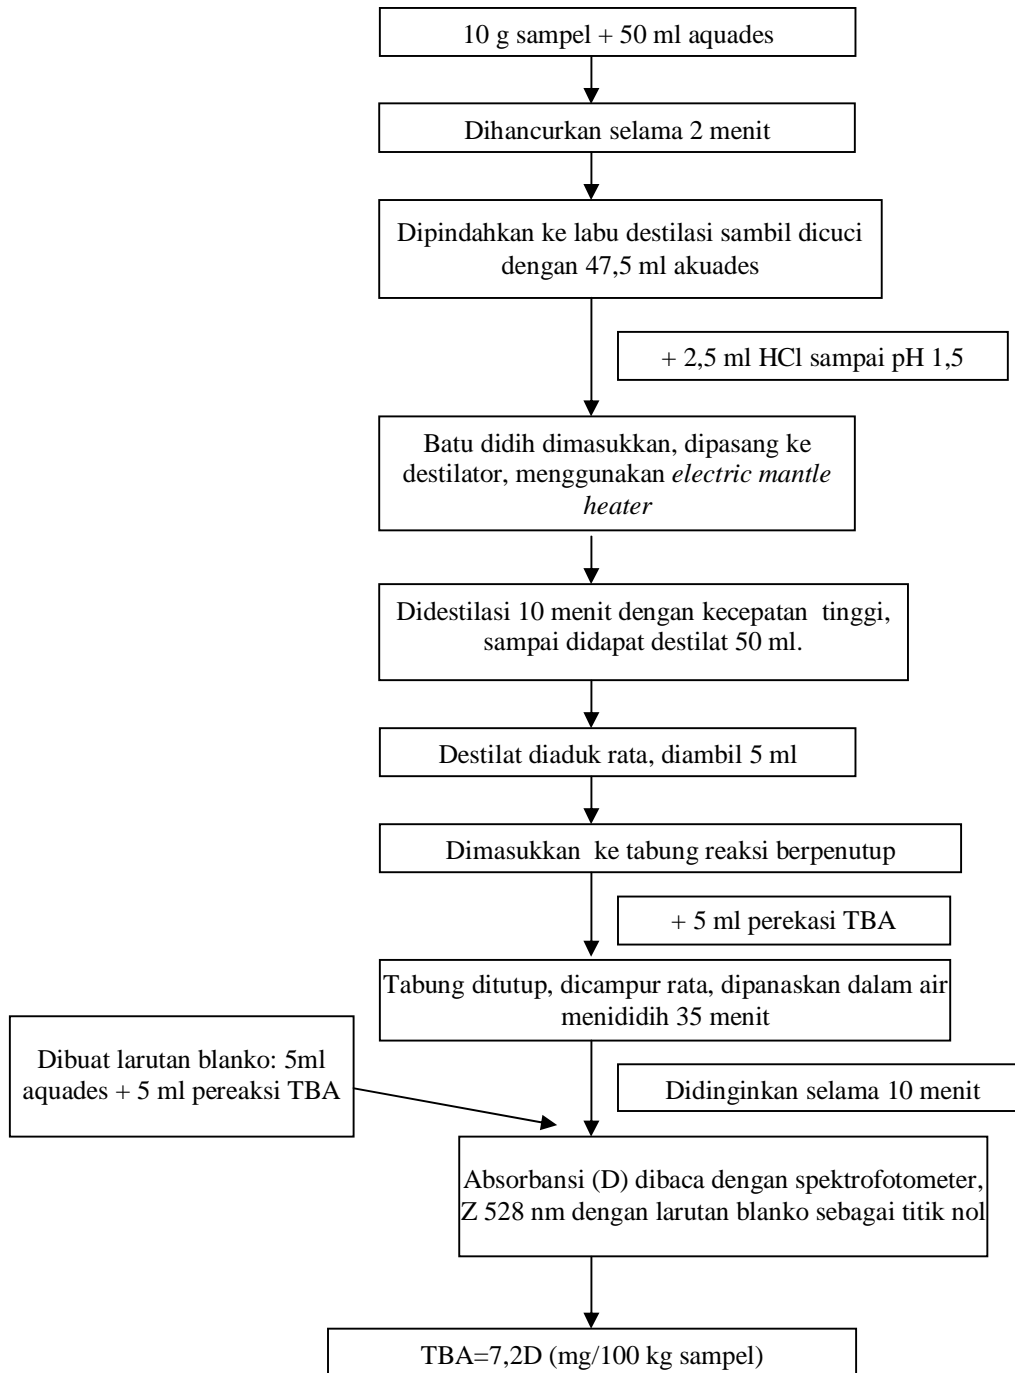 10 g sampel + 50 ml aquades
Dihancurkan selama 2 menit
Dipindahkan ke labu destilasi sambil dicuci
dengan 47,5 ml akuades
+ 2,5 ml HCl sampai pH 1,5
Batu didih dimasukkan, dipasang ke
destilator, menggunakan electric mantle
heater
Didestilasi 10 menit dengan kecepatan tinggi,
sampai didapat destilat 50 ml.
Destilat diaduk rata, diambil 5 ml
Dimasukkan ke tabung reaksi berpenutup
+ 5 ml perekasi TBA
Tabung ditutup, dicampur rata, dipanaskan dalam air
menididih 35 menit
Dibuat larutan blanko: 5ml
aquades + 5 ml pereaksi TBA
Didinginkan selama 10 menit
Absorbansi (D) dibaca dengan spektrofotometer,
Z 528 nm dengan larutan blanko sebagai titik nol
TBA=7,2D (mg/100 kg sampel)